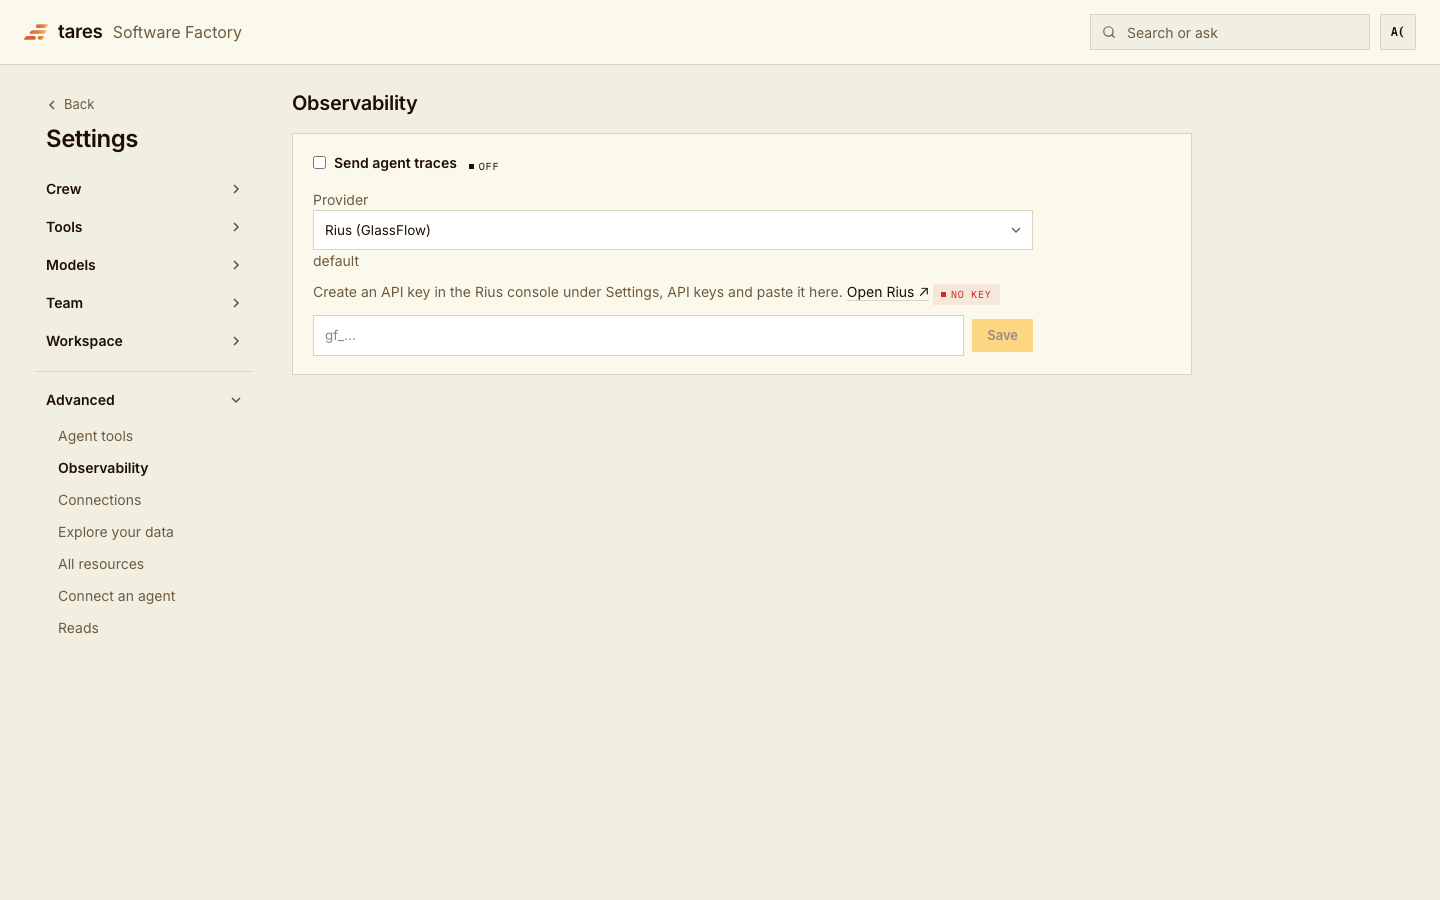 tares Software Factory
Search or ask
A(
Back
Settings
Crew
Tools
Models
Team
Workspace
Advanced
Agent tools
Observability
Connections
Explore your data
All resources
Connect an agent
Reads
Observability
Send agent traces OFF
Provider
Rius (GlassFlow)
default
Create an API key in the Rius console under Settings, API keys and paste it here. Open Rius ↗ NO KEY
gf_...
Save